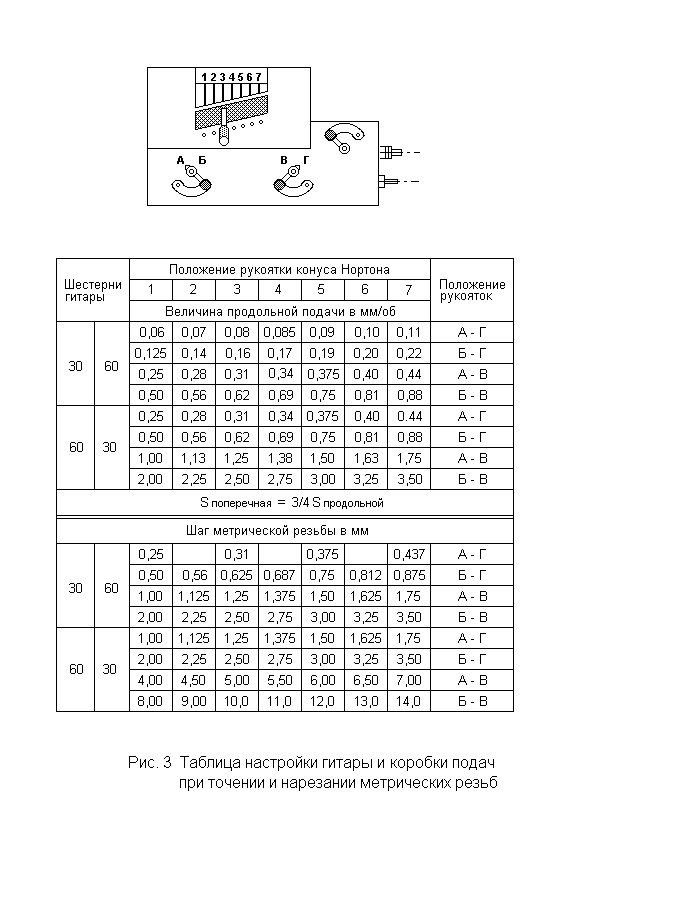 1 2 3 4 5 6 7
А Б В Г
Шестерни гитары
Положение рукоятки конуса Нортона
Положение рукояток
1 2 3 4 5 6 7
Величина продольной подачи в мм/об
30 60
0,06 0,07 0,08 0,085 0,09 0,10 0,11 А - Г
0,125 0,14 0,16 0,17 0,19 0,20 0,22 Б - Г
0,25 0,28 0,31 0,34 0,375 0,40 0,44 А - В
0,50 0,56 0,62 0,69 0,75 0,81 0,88 Б - В
60 30
0,25 0,28 0,31 0,34 0,375 0,40 0.44 А - Г
0,50 0,56 0,62 0,69 0,75 0,81 0,88 Б - Г
1,00 1,13 1,25 1,38 1,50 1,63 1,75 А - В
2,00 2,25 2,50 2,75 3,00 3,25 3,50 Б - В
S поперечная = 3/4 S продольной
Шаг метрической резьбы в мм
30 60
0,25 0,31 0,375 0,437 А - Г
0,50 0,56 0,625 0,687 0,75 0,812 0,875 Б - Г
1,00 1,125 1,25 1,375 1,50 1,625 1,75 А - В
2,00 2,25 2,50 2,75 3,00 3,25 3,50 Б - В
60 30
1,00 1,125 1,25 1,375 1,50 1,625 1,75 А - Г
2,00 2,25 2,50 2,75 3,00 3,25 3,50 Б - Г
4,00 4,50 5,00 5,50 6,00 6,50 7,00 А - В
8,00 9,00 10,0 11,0 12,0 13,0 14,0 Б - В
Рис. 3 Таблица настройки гитары и коробки подач
при точении и нарезании метрических резьб